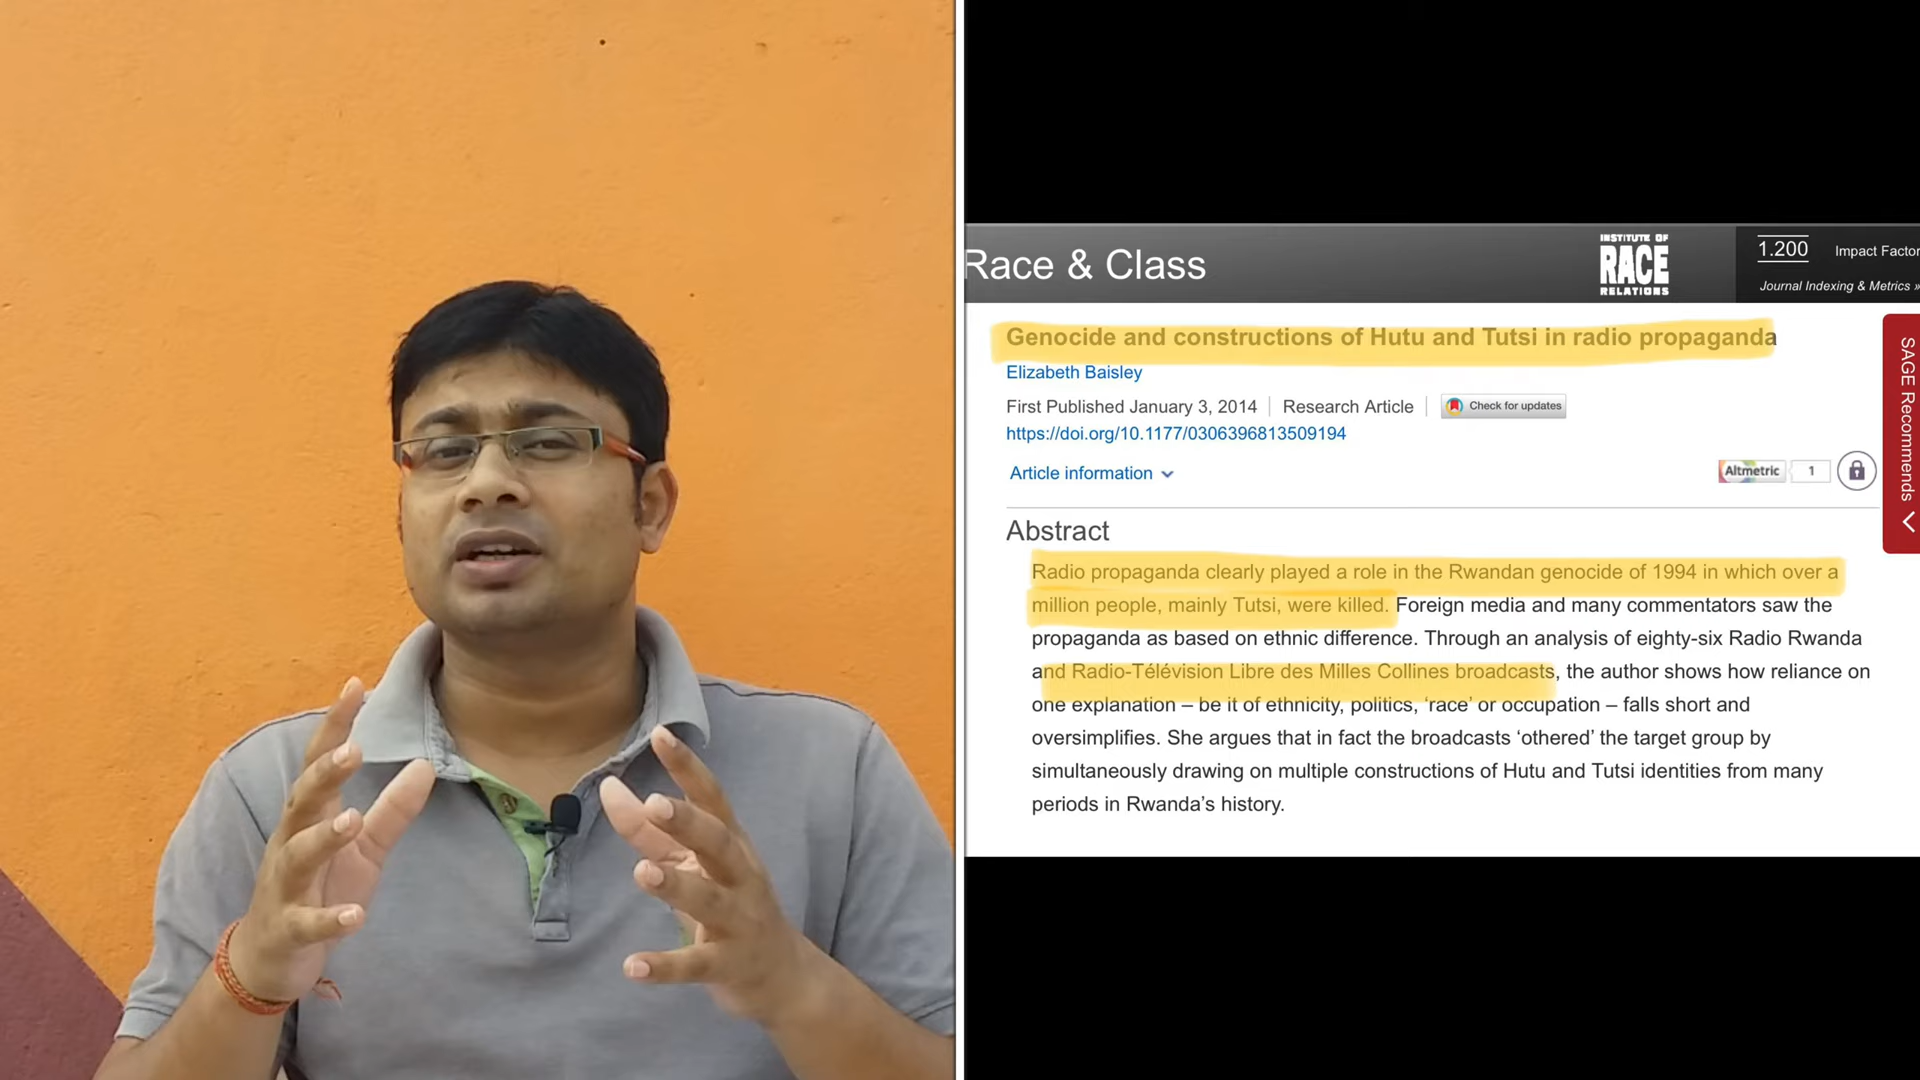 Race & Class
INSTITUTE OF
RACE
RELATIONS
1.200 Impact Factor
Journal Indexing & Metrics »
Genocide and constructions of Hutu and Tutsi in radio propaganda
Elizabeth Baisley
First Published January 3, 2014 Research Article Check for updates
https://doi.org/10.1177/0306396813509194
Article information
Altmetric 1
SAGE Recommends
Abstract
Radio propaganda clearly played a role in the Rwandan genocide of 1994 in which over a
million people, mainly Tutsi, were killed. Foreign media and many commentators saw the
propaganda as based on ethnic difference. Through an analysis of eighty-six Radio Rwanda
and Radio-Télévision Libre des Milles Collines broadcasts, the author shows how reliance on
one explanation – be it of ethnicity, politics, ‘race’ or occupation – falls short and
oversimplifies. She argues that in fact the broadcasts ‘othered’ the target group by
simultaneously drawing on multiple constructions of Hutu and Tutsi identities from many
periods in Rwanda’s history.